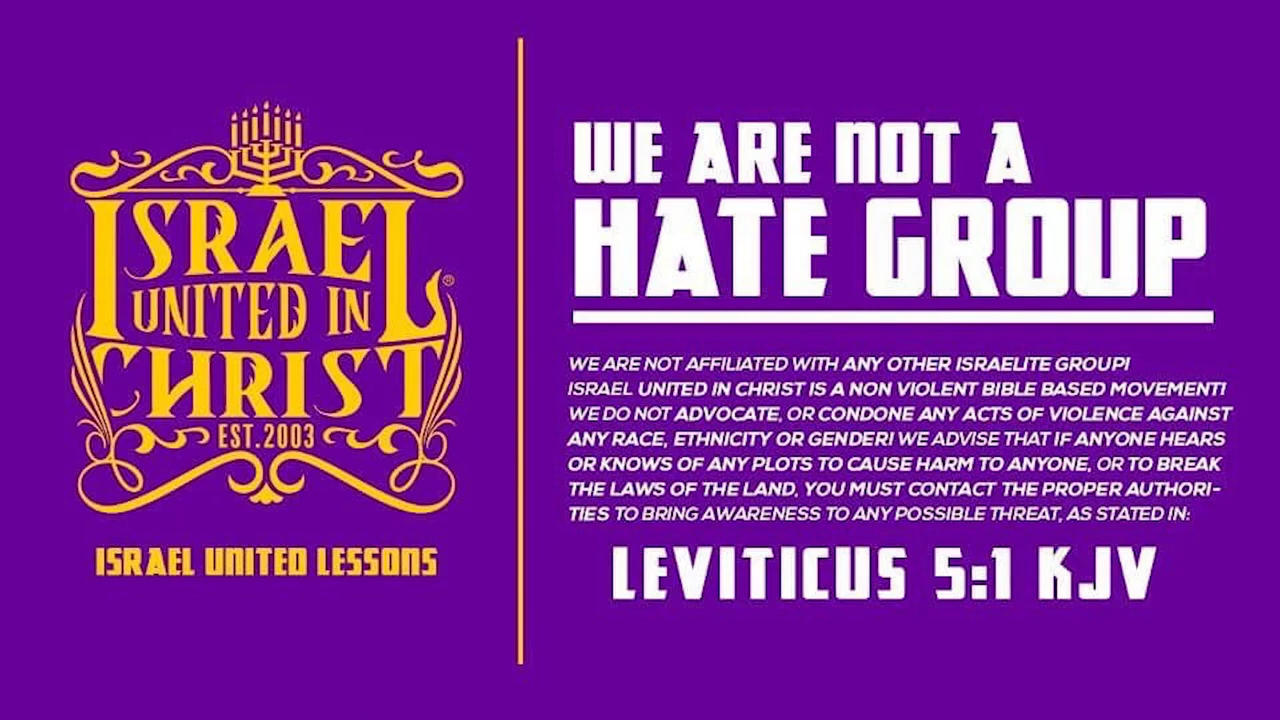 ISRAEL
UNITED IN
CHRIST
EST.2003
ISRAEL UNITED LESSONS
WE ARE NOT A
HATE GROUP
WE ARE NOT AFFILIATED WITH ANY OTHER ISRAELITE GROUP!
ISRAEL UNITED IN CHRIST IS A NON VIOLENT BIBLE BASED MOVEMENT!
WE DO NOT ADVOCATE, OR CONDONE ANY ACTS OF VIOLENCE AGAINST
ANY RACE, ETHNICITY OR GENDER! WE ADVISE THAT IF ANYONE HEARS
OR KNOWS OF ANY PLOTS TO CAUSE HARM TO ANYONE, OR TO BREAK
THE LAWS OF THE LAND, YOU MUST CONTACT THE PROPER AUTHORI-
TIES TO BRING AWARENESS TO ANY POSSIBLE THREAT, AS STATED IN:
LEVITICUS 5:1 KJV